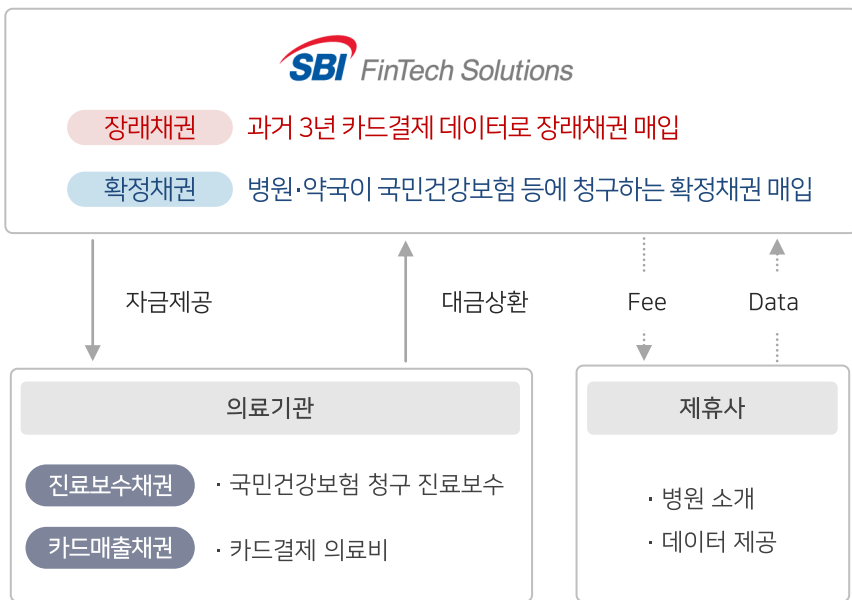 SBI FinTech Solutions
장래채권 과거 3년 카드결제 데이터로 장래채권 매입
확정채권 병원·약국이 국민건강보험 등에 청구하는 확정채권 매입
자금제공 대금상환 Fee Data
의료기관
진료보수채권 · 국민건강보험 청구 진료보수
카드매출채권 · 카드결제 의료비
제휴사
· 병원 소개
· 데이터 제공